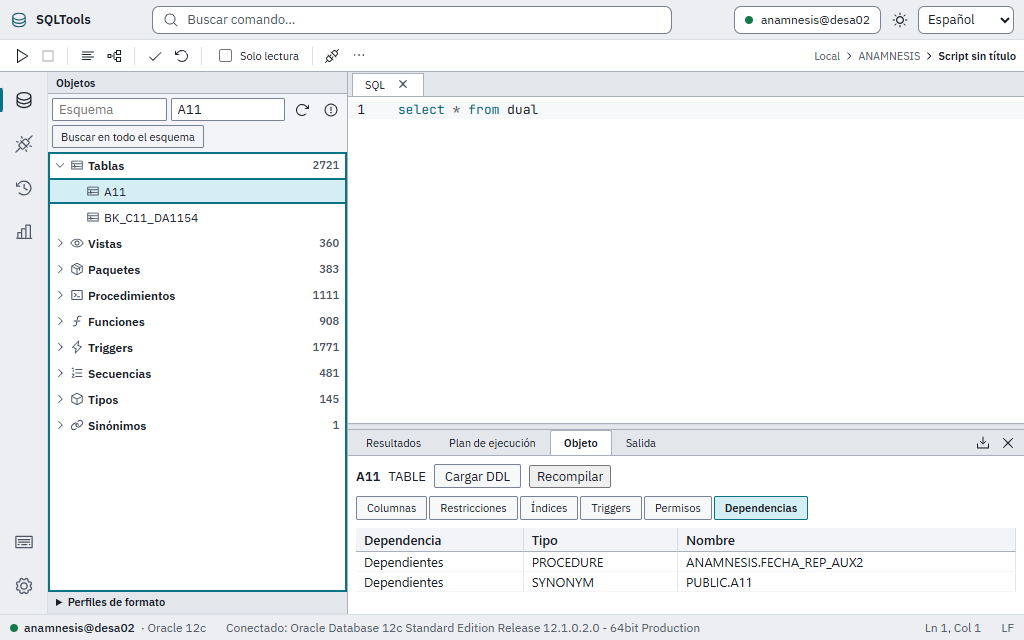 SQLTools
Buscar comando...
anamnesis@desa02
Español
Solo lectura
...
Local > ANAMNESIS > Script sin título
Objetos
Esquema
A11
Buscar en todo el esquema
Tablas 2721
A11
BK_C11_DA1154
Vistas 360
Paquetes 383
Procedimientos 1111
Funciones 908
Triggers 1771
Secuencias 481
Tipos 145
Sinónimos 1
Perfiles de formato
SQL
1 select * from dual
Resultados Plan de ejecución Objeto Salida
A11 TABLE Cargar DDL Recompilar
Columnas Restricciones Índices Triggers Permisos Dependencias
Dependencia Tipo Nombre
Dependientes PROCEDURE ANAMNESIS.FECHA_REP_AUX2
Dependientes SYNONYM PUBLIC.A11
anamnesis@desa02 · Oracle 12c Conectado: Oracle Database 12c Standard Edition Release 12.1.0.2.0 - 64bit Production Ln 1, Col 1 LF